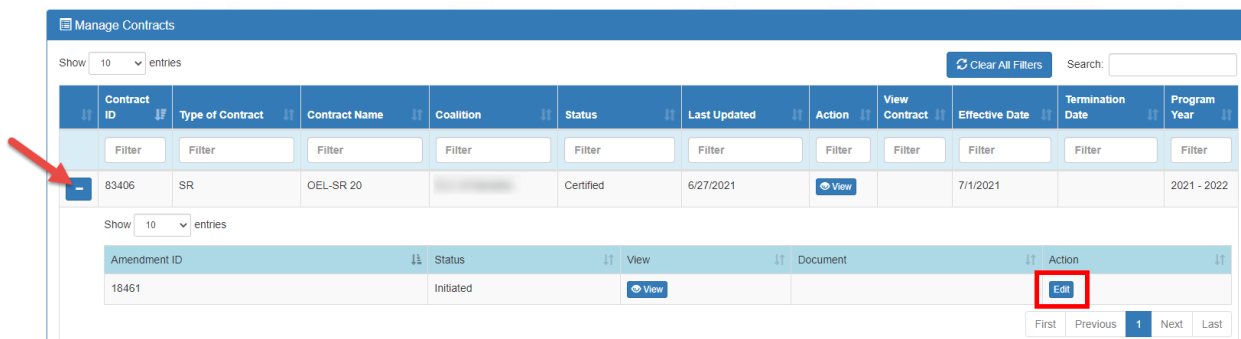 Manage Contracts
Show 10 entries Clear All Filters Search:
Contract ID Type of Contract Contract Name Coalition Status Last Updated Action View Contract Effective Date Termination Date Program Year
Filter Filter Filter Filter Filter Filter Filter Filter Filter Filter Filter
83406 SR OEL-SR 20 Certified 6/27/2021 View 7/1/2021 2021 - 2022
Show 10 entries
Amendment ID Status View Document Action
18461 Initiated View Edit
First Previous 1 Next Last